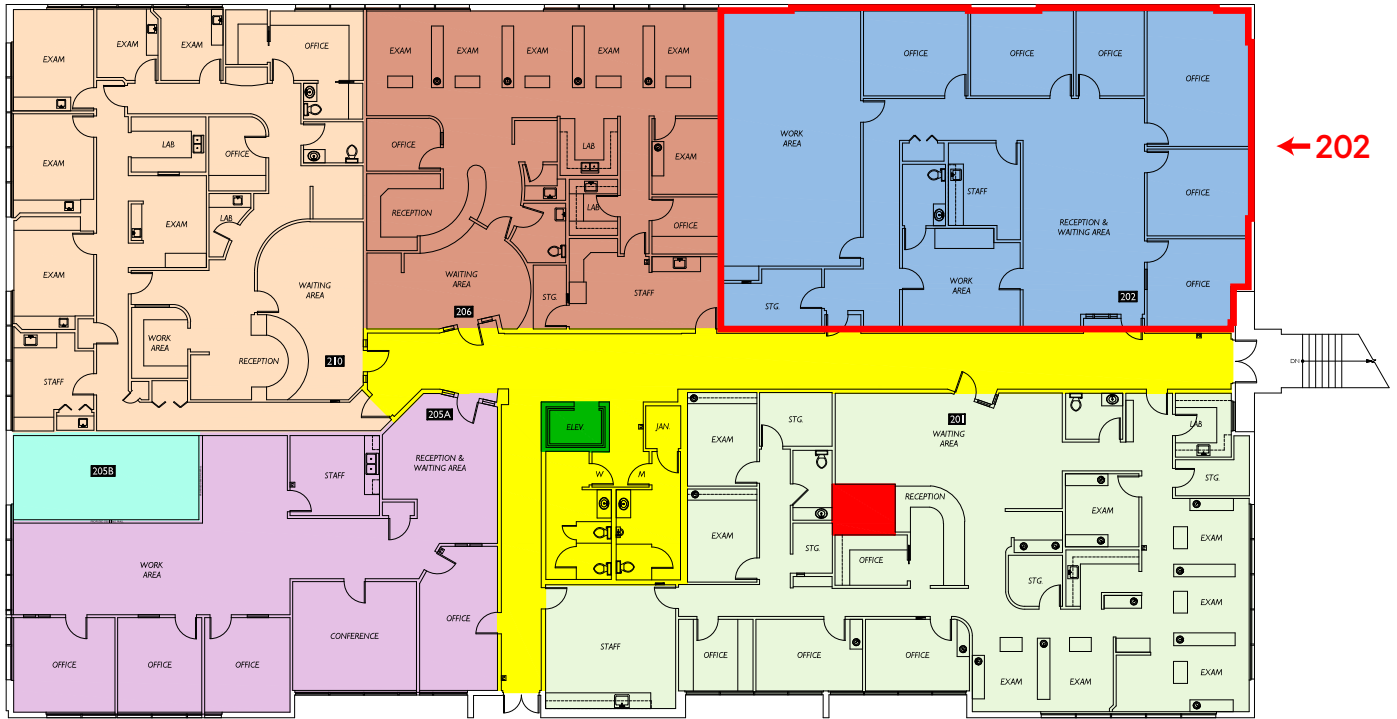 EXAM
EXAM
EXAM
OFFICE
EXAM
LAB
OFFICE
EXAM
EXAM
LAB
EXAM
WAITING
AREA
WORK
AREA
RECEPTION
210
STAFF
EXAM
EXAM
EXAM
EXAM
EXAM
OFFICE
LAB
EXAM
RECEPTION
LAB
OFFICE
WAITING
AREA
STG.
STAFF
206
OFFICE
OFFICE
OFFICE
OFFICE
WORK
AREA
STAFF
OFFICE
RECEPTION &
WAITING AREA
WORK
AREA
STG.
OFFICE
202
← 202
DN
205B
205A
STAFF
RECEPTION &
WAITING AREA
WORK
AREA
OFFICE
OFFICE
OFFICE
CONFERENCE
OFFICE
ELEV.
JAN.
W
M
EXAM
STG.
201
WAITING
AREA
LAB
STG.
EXAM
RECEPTION
EXAM
STG.
OFFICE
STG.
EXAM
EXAM
EXAM
STAFF
OFFICE
OFFICE
OFFICE
EXAM
EXAM